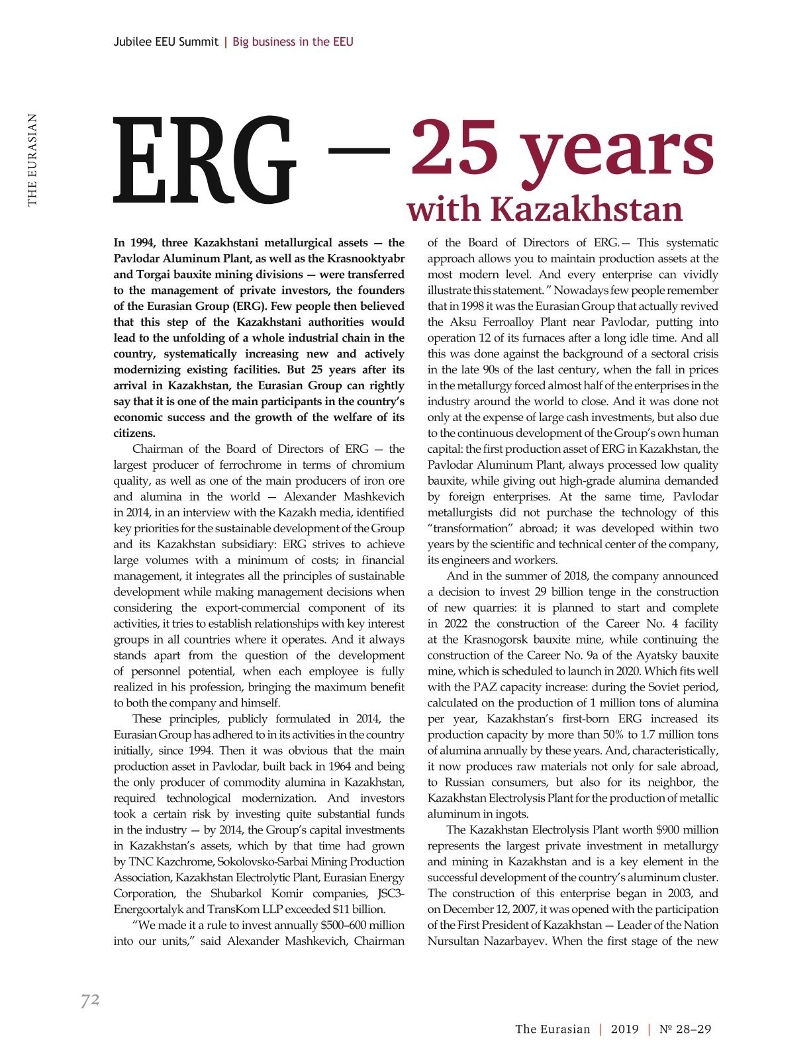 Jubilee EEU Summit | Big business in the EEU
THE EURASIAN
ERG — 25 years
with Kazakhstan
In 1994, three Kazakhstani metallurgical assets — the
Pavlodar Aluminum Plant, as well as the Krasnooktyabr
and Torgai bauxite mining divisions — were transferred
to the management of private investors, the founders
of the Eurasian Group (ERG). Few people then believed
that this step of the Kazakhstani authorities would
lead to the unfolding of a whole industrial chain in the
country, systematically increasing new and actively
modernizing existing facilities. But 25 years after its
arrival in Kazakhstan, the Eurasian Group can rightly
say that it is one of the main participants in the country's
economic success and the growth of the welfare of its
citizens.
Chairman of the Board of Directors of ERG — the
largest producer of ferrochrome in terms of chromium
quality, as well as one of the main producers of iron ore
and alumina in the world — Alexander Mashkevich
in 2014, in an interview with the Kazakh media, identified
key priorities for the sustainable development of the Group
and its Kazakhstan subsidiary: ERG strives to achieve
large volumes with a minimum of costs; in financial
management, it integrates all the principles of sustainable
development while making management decisions when
considering the export-commercial component of its
activities, it tries to establish relationships with key interest
groups in all countries where it operates. And it always
stands apart from the question of the development
of personnel potential, when each employee is fully
realized in his profession, bringing the maximum benefit
to both the company and himself.
These principles, publicly formulated in 2014, the
Eurasian Group has adhered to in its activities in the country
initially, since 1994. Then it was obvious that the main
production asset in Pavlodar, built back in 1964 and being
the only producer of commodity alumina in Kazakhstan,
required technological modernization. And investors
took a certain risk by investing quite substantial funds
in the industry — by 2014, the Group's capital investments
in Kazakhstan's assets, which by that time had grown
by TNC Kazchrome, Sokolovsko-Sarbai Mining Production
Association, Kazakhstan Electrolytic Plant, Eurasian Energy
Corporation, the Shubarkol Komir companies, JSC3-
Energoortalyk and TransKom LLP exceeded $11 billion.
"We made it a rule to invest annually $500–600 million
into our units," said Alexander Mashkevich, Chairman
of the Board of Directors of ERG.— This systematic
approach allows you to maintain production assets at the
most modern level. And every enterprise can vividly
illustrate this statement. " Nowadays few people remember
that in 1998 it was the Eurasian Group that actually revived
the Aksu Ferroalloy Plant near Pavlodar, putting into
operation 12 of its furnaces after a long idle time. And all
this was done against the background of a sectoral crisis
in the late 90s of the last century, when the fall in prices
in the metallurgy forced almost half of the enterprises in the
industry around the world to close. And it was done not
only at the expense of large cash investments, but also due
to the continuous development of the Group's own human
capital: the first production asset of ERG in Kazakhstan, the
Pavlodar Aluminum Plant, always processed low quality
bauxite, while giving out high-grade alumina demanded
by foreign enterprises. At the same time, Pavlodar
metallurgists did not purchase the technology of this
"transformation" abroad; it was developed within two
years by the scientific and technical center of the company,
its engineers and workers.
And in the summer of 2018, the company announced
a decision to invest 29 billion tenge in the construction
of new quarries: it is planned to start and complete
in 2022 the construction of the Career No. 4 facility
at the Krasnogorsk bauxite mine, while continuing the
construction of the Career No. 9a of the Ayatsky bauxite
mine, which is scheduled to launch in 2020. Which fits well
with the PAZ capacity increase: during the Soviet period,
calculated on the production of 1 million tons of alumina
per year, Kazakhstan's first-born ERG increased its
production capacity by more than 50% to 1.7 million tons
of alumina annually by these years. And, characteristically,
it now produces raw materials not only for sale abroad,
to Russian consumers, but also for its neighbor, the
Kazakhstan Electrolysis Plant for the production of metallic
aluminum in ingots.
The Kazakhstan Electrolysis Plant worth $900 million
represents the largest private investment in metallurgy
and mining in Kazakhstan and is a key element in the
successful development of the country's aluminum cluster.
The construction of this enterprise began in 2003, and
on December 12, 2007, it was opened with the participation
of the First President of Kazakhstan — Leader of the Nation
Nursultan Nazarbayev. When the first stage of the new
72
The Eurasian | 2019 | № 28–29